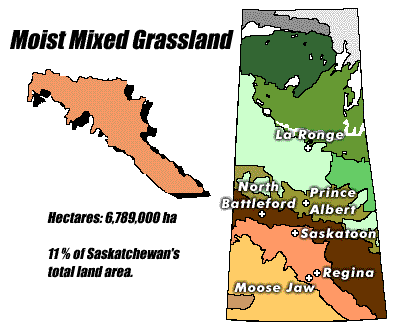 Moist Mixed Grassland
Hectares: 6,789,000 ha
11 % of Saskatchewan's
total land area.
La Ronge
North
Battleford
Prince
Albert
Saskatoon
Regina
Moose Jaw